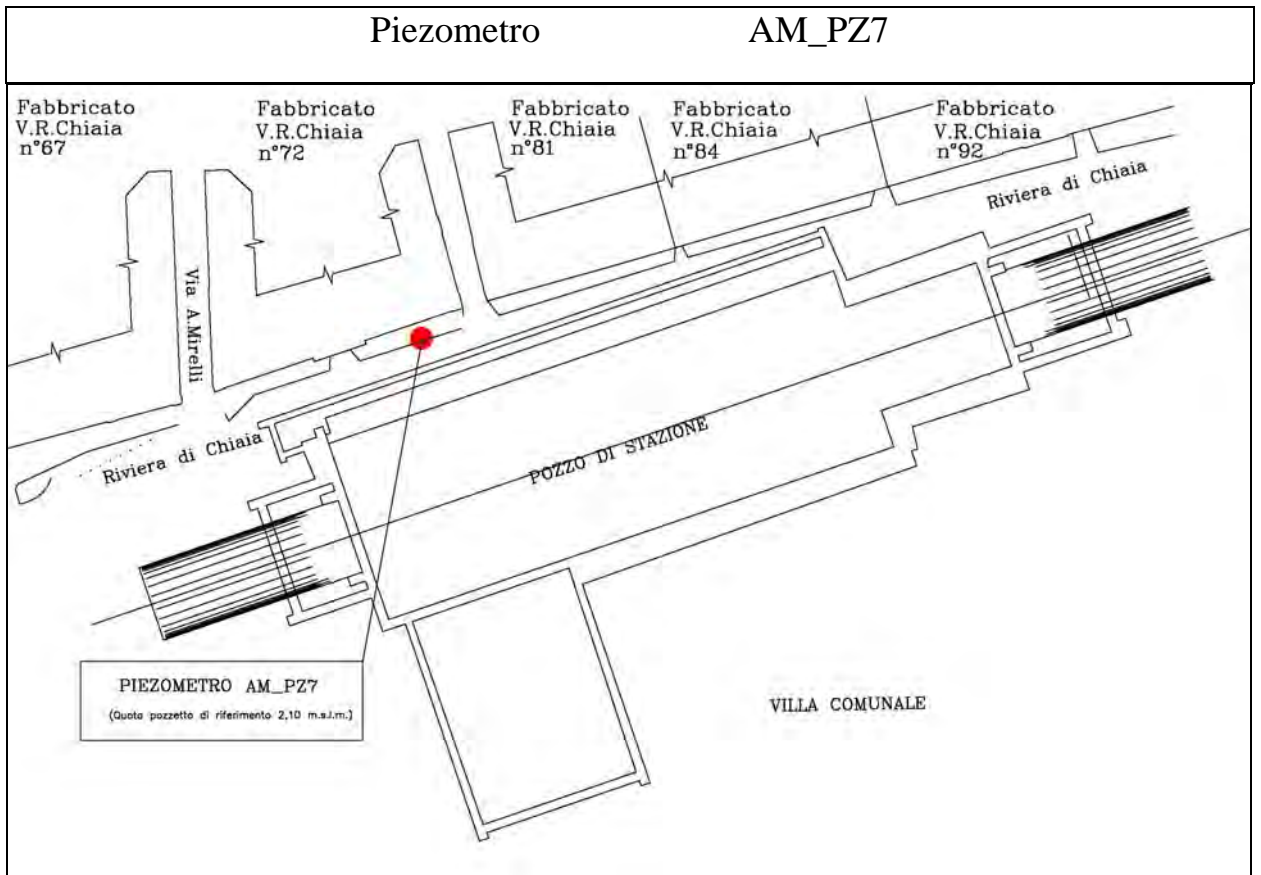 Piezometro AM_PZ7
Fabbricato
V.R.Chiaia
n°67
Fabbricato
V.R.Chiaia
n°72
Fabbricato
V.R.Chiaia
n°81
Fabbricato
V.R.Chiaia
n°84
Fabbricato
V.R.Chiaia
n°92
Riviera di Chiaia
Via A.Mirelli
Riviera di Chiaia
POZZO DI STAZIONE
PIEZOMETRO AM_PZ7
(Quota pozzetto di riferimento 2,10 m.s.l.m.)
VILLA COMUNALE